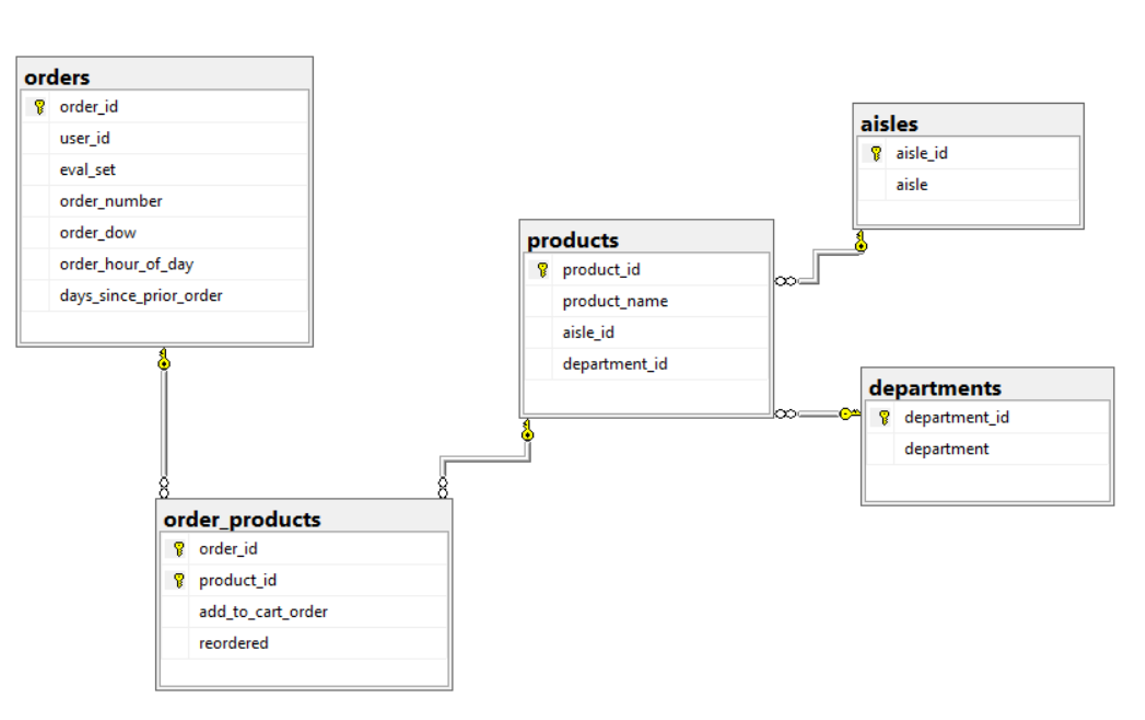 orders
order_id
user_id
eval_set
order_number
order_dow
order_hour_of_day
days_since_prior_order
products
product_id
product_name
aisle_id
department_id
aisles
aisle_id
aisle
departments
department_id
department
order_products
order_id
product_id
add_to_cart_order
reordered